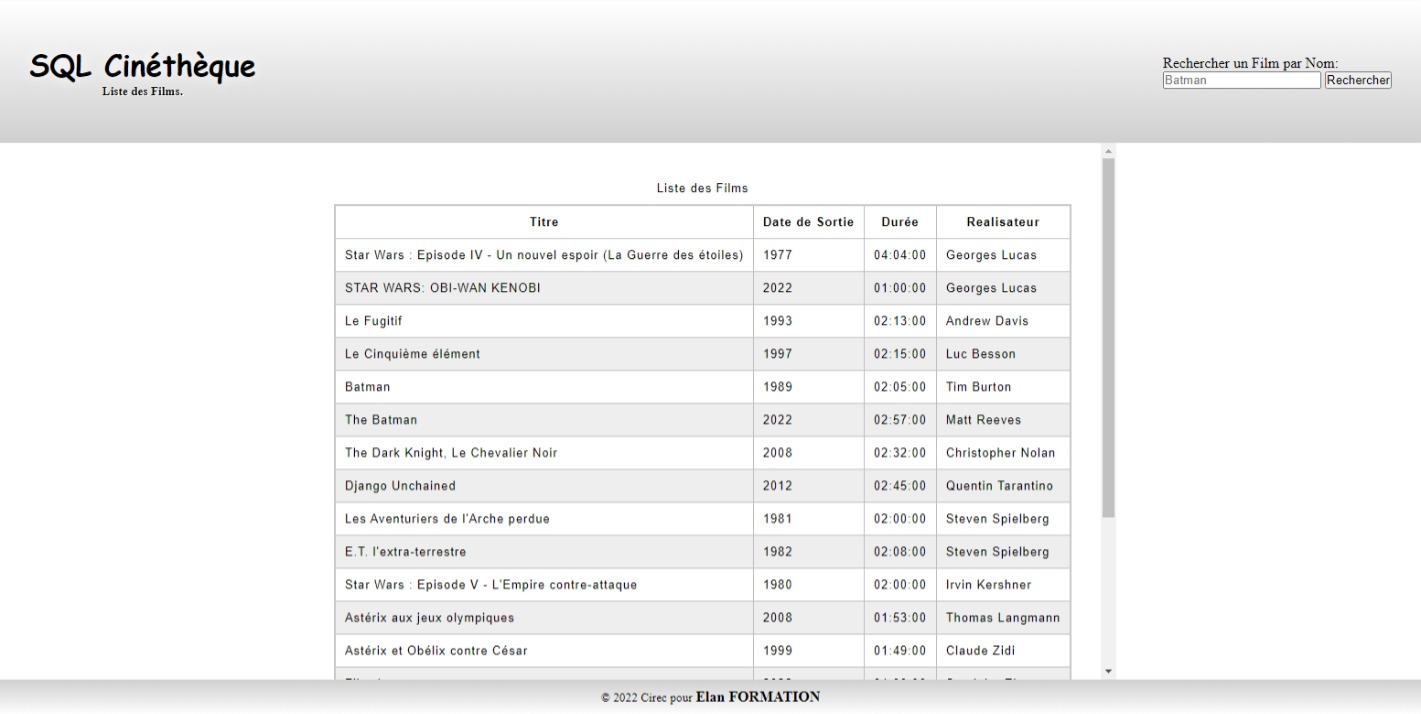 SQL Cinéthèque
Liste des Films.
Rechercher un Film par Nom:
Batman Rechercher
Liste des Films
Titre Date de Sortie Durée Realisateur
Star Wars : Episode IV - Un nouvel espoir (La Guerre des étoiles) 1977 04:04:00 Georges Lucas
STAR WARS: OBI-WAN KENOBI 2022 01:00:00 Georges Lucas
Le Fugitif 1993 02:13:00 Andrew Davis
Le Cinquième élément 1997 02:15:00 Luc Besson
Batman 1989 02:05:00 Tim Burton
The Batman 2022 02:57:00 Matt Reeves
The Dark Knight, Le Chevalier Noir 2008 02:32:00 Christopher Nolan
Django Unchained 2012 02:45:00 Quentin Tarantino
Les Aventuriers de l'Arche perdue 1981 02:00:00 Steven Spielberg
E.T. l'extra-terrestre 1982 02:08:00 Steven Spielberg
Star Wars : Episode V - L'Empire contre-attaque 1980 02:00:00 Irvin Kershner
Astérix aux jeux olympiques 2008 01:53:00 Thomas Langmann
Astérix et Obélix contre César 1999 01:49:00 Claude Zidi
© 2022 Cirec pour Elan FORMATION